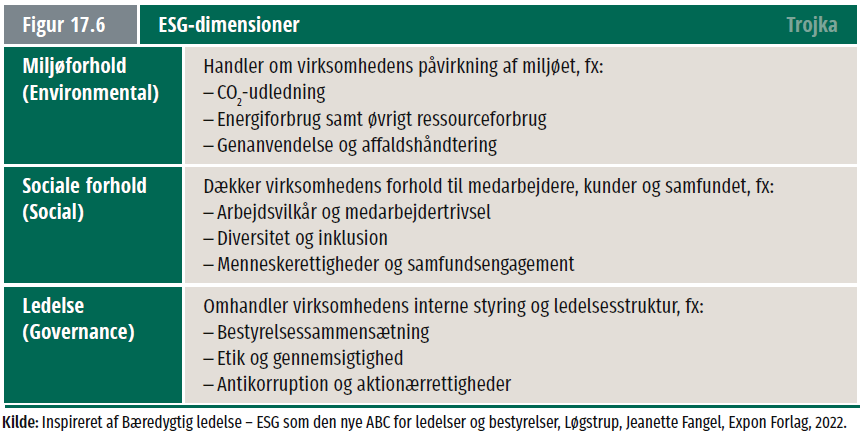 Figur 17.6 ESG-dimensioner Trojka
Miljøforhold
(Environmental)
Handler om virksomhedens påvirkning af miljøet, fx:
– CO₂-udledning
– Energiforbrug samt øvrigt ressourceforbrug
– Genanvendelse og affaldshåndtering
Sociale forhold
(Social)
Dækker virksomhedens forhold til medarbejdere, kunder og samfundet, fx:
– Arbejdsvilkår og medarbejdertrivsel
– Diversitet og inklusion
– Menneskerettigheder og samfundsengagement
Ledelse
(Governance)
Omhandler virksomhedens interne styring og ledelsesstruktur, fx:
– Bestyrelsessammensætning
– Etik og gennemsigtighed
– Antikorruption og aktionærrettigheder
Kilde: Inspireret af Bæredygtig ledelse – ESG som den nye ABC for ledelser og bestyrelser, Løgstrup, Jeanette Fangel, Expon Forlag, 2022.